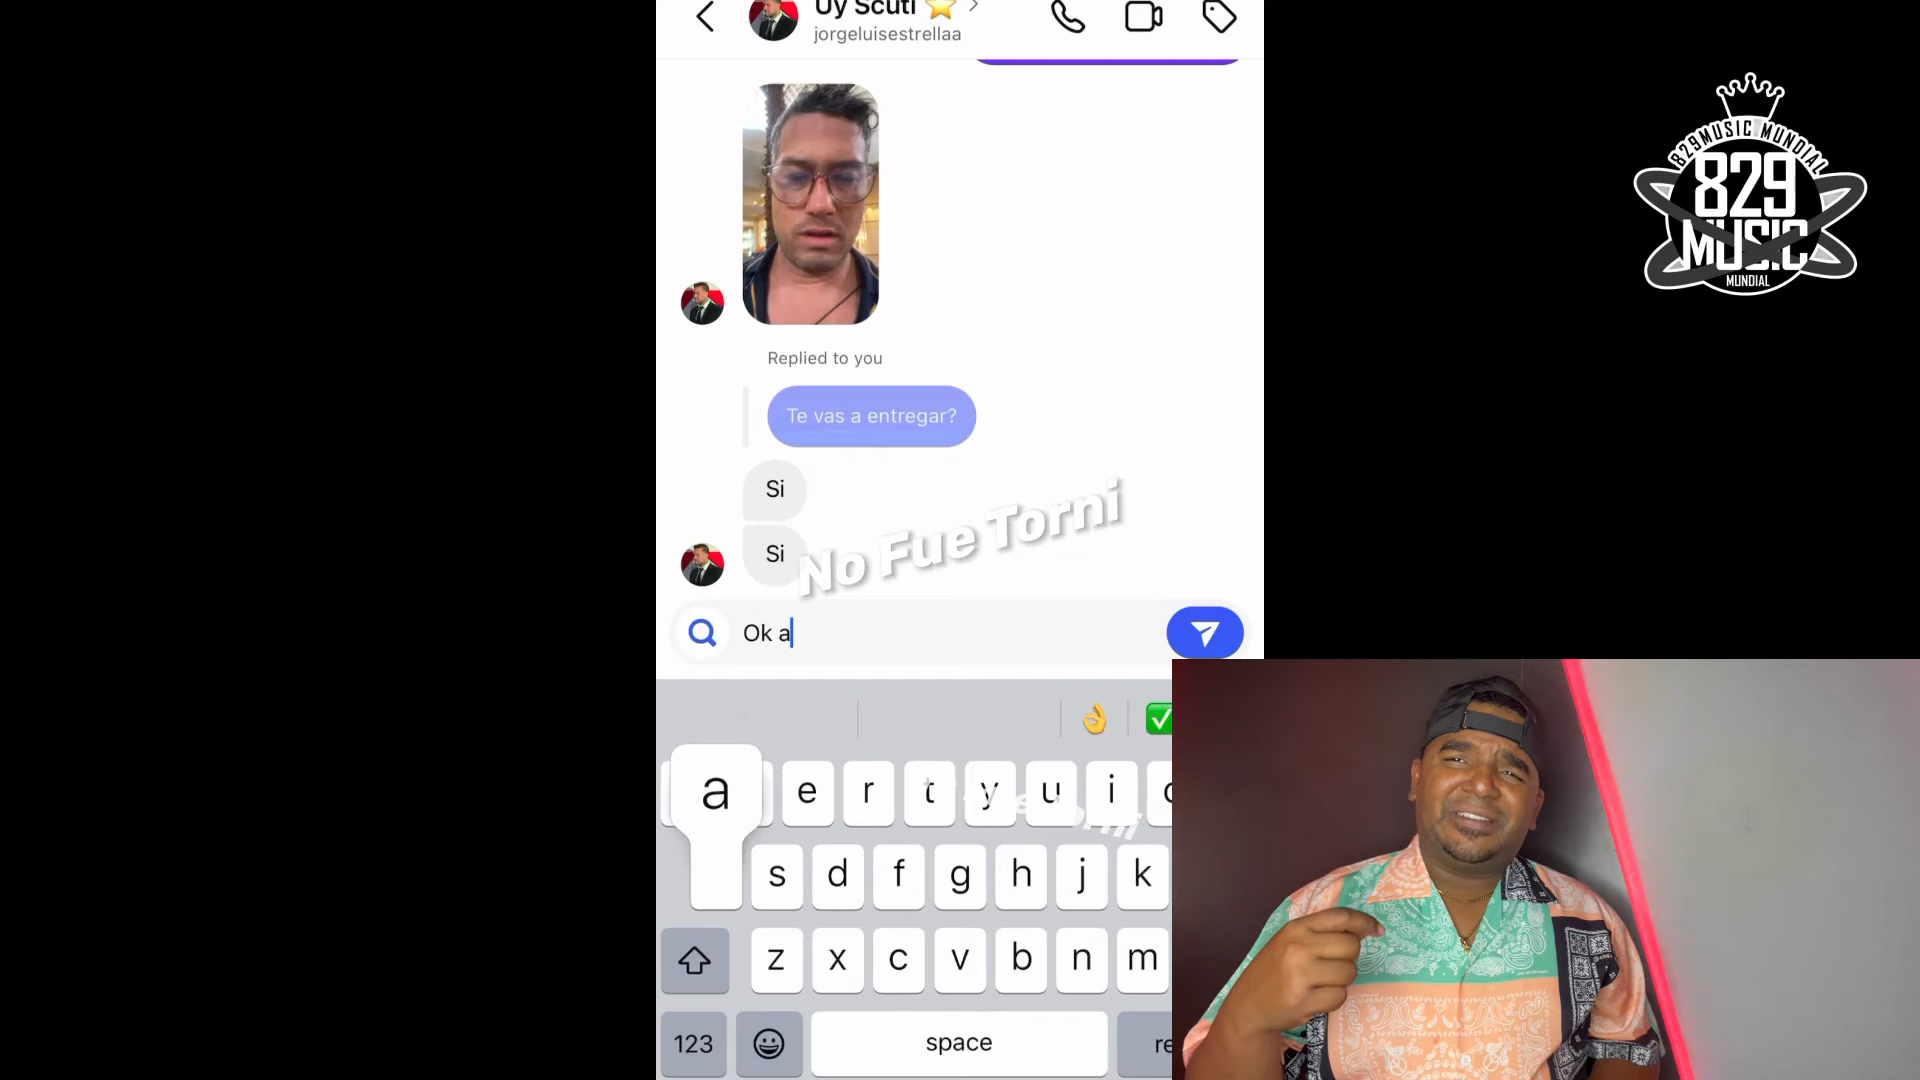 Uy Scuti ⭐
jorgeluisestrellaa
Replied to you
Te vas a entregar?
Si
Si
No Fue Torni
Ok a
a e r t y u i
s d f g h j k
z x c v b n m
123 space re
829MUSIC MUNDIAL
829
MUSIC
MUNDIAL